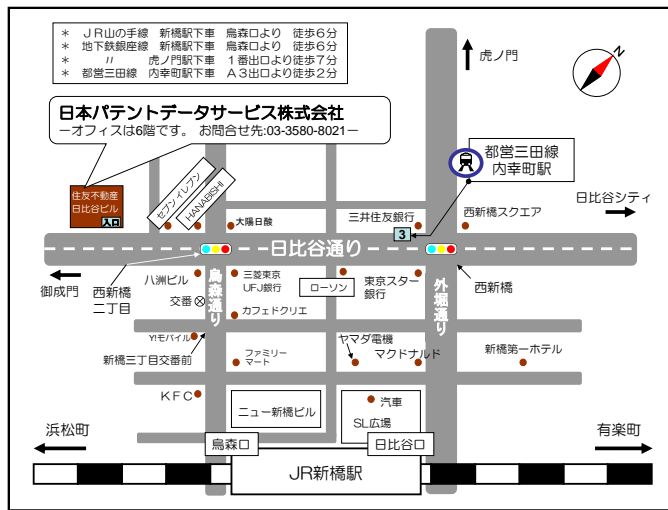 ＊ ＪＲ山の手線 新橋駅下車 烏森口より 徒歩６分
＊ 地下鉄銀座線 新橋駅下車 烏森口より 徒歩６分
＊ 〃 虎ノ門駅下車 １番出口より徒歩７分
＊ 都営三田線 内幸町駅下車 Ａ３出口より徒歩２分
虎ノ門
N
日本パテントデータサービス株式会社
－オフィスは6階です。 お問合せ先:03-3580-8021－
都営三田線
内幸町駅
住友不動産
日比谷ビル
入口
セブンイレブン
HANABISHI
大陽日酸
三井住友銀行
3
西新橋スクエア
日比谷シティ
日比谷通り
御成門
西新橋
二丁目
八洲ビル
交番
烏森通り
三菱東京
UFJ銀行
カフェドクリエ
ローソン
東京スター
銀行
外堀通り
西新橋
Y!モバイル
新橋三丁目交番前
ファミリー
マート
ヤマダ電機
マクドナルド
新橋第一ホテル
ＫＦＣ
ニュー新橋ビル
汽車
SL広場
浜松町
烏森口
日比谷口
有楽町
JR新橋駅